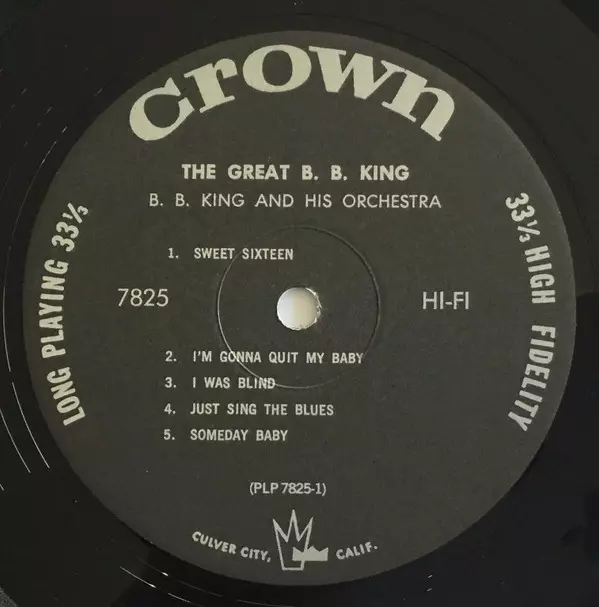 crown
THE GREAT B. B. KING
B. B. KING AND HIS ORCHESTRA
1. SWEET SIXTEEN
7825
HI-FI
2. I'M GONNA QUIT MY BABY
3. I WAS BLIND
4. JUST SING THE BLUES
5. SOMEDAY BABY
(PLP 7825-1)
LONG PLAYING 33⅓
33⅓ HIGH FIDELITY
CULVER CITY, CALIF.